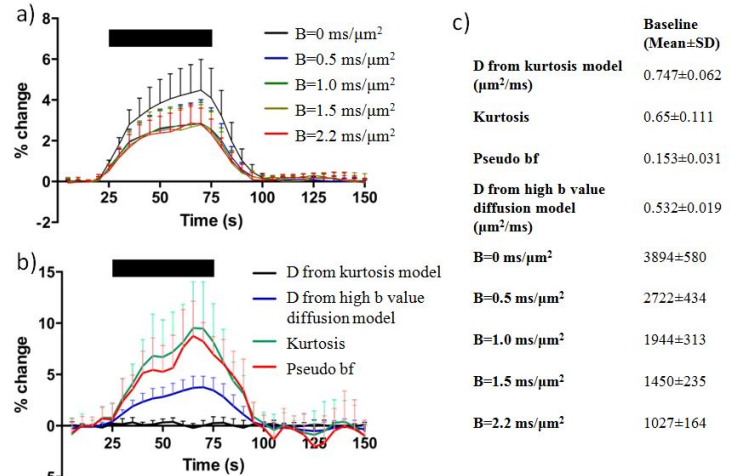 a)
8
6
4
2
0
-2
% change
B=0 ms/µm²
B=0.5 ms/µm²
B=1.0 ms/µm²
B=1.5 ms/µm²
B=2.2 ms/µm²
25 50 75 100 125 150
Time (s)
b)
15
10
5
0
5
% change
D from kurtosis model
D from high b value
diffusion model
Kurtosis
Pseudo bf
25 50 75 100 125 150
Time (s)
c)
Baseline
(Mean±SD)
D from kurtosis model
(µm²/ms) 0.747±0.062
Kurtosis 0.65±0.111
Pseudo bf 0.153±0.031
D from high b value
diffusion model 0.532±0.019
(µm²/ms)
B=0 ms/µm² 3894±580
B=0.5 ms/µm² 2722±434
B=1.0 ms/µm² 1944±313
B=1.5 ms/µm² 1450±235
B=2.2 ms/µm² 1027±164